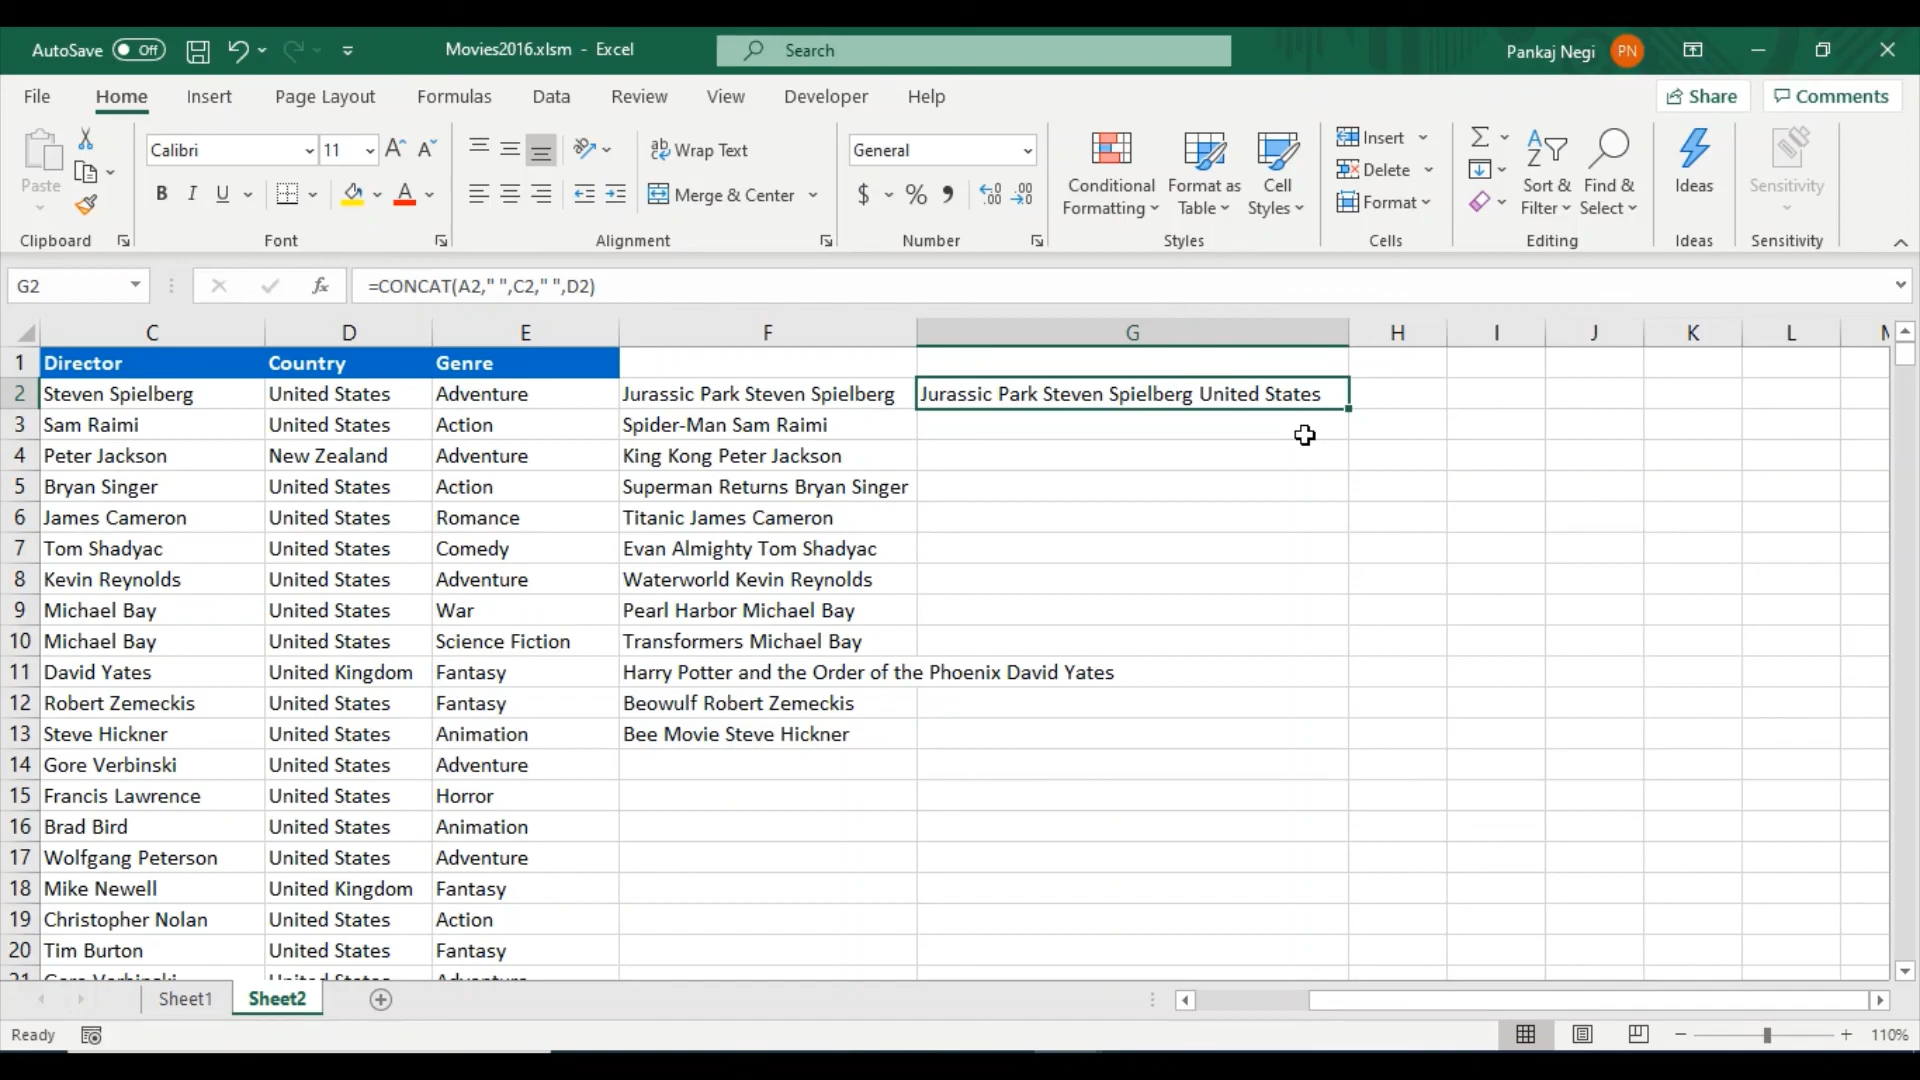 AutoSave Off Movies2016.xlsm - Excel Search Pankaj Negi PN
File Home Insert Page Layout Formulas Data Review View Developer Help Share Comments
Paste Calibri 11 A A ab Wrap Text General Conditional Formatting Format as Table Cell Styles Insert Delete Format Sort & Filter Find & Select Ideas Sensitivity
B I U A Merge & Center $ % , .00
Clipboard Font Alignment Number Styles Cells Editing Ideas Sensitivity
G2 fx =CONCAT(A2," ",C2," ",D2)
C D E F G H I J K L
1 Director Country Genre
2 Steven Spielberg United States Adventure Jurassic Park Steven Spielberg Jurassic Park Steven Spielberg United States
3 Sam Raimi United States Action Spider-Man Sam Raimi
4 Peter Jackson New Zealand Adventure King Kong Peter Jackson
5 Bryan Singer United States Action Superman Returns Bryan Singer
6 James Cameron United States Romance Titanic James Cameron
7 Tom Shadyac United States Comedy Evan Almighty Tom Shadyac
8 Kevin Reynolds United States Adventure Waterworld Kevin Reynolds
9 Michael Bay United States War Pearl Harbor Michael Bay
10 Michael Bay United States Science Fiction Transformers Michael Bay
11 David Yates United Kingdom Fantasy Harry Potter and the Order of the Phoenix David Yates
12 Robert Zemeckis United States Fantasy Beowulf Robert Zemeckis
13 Steve Hickner United States Animation Bee Movie Steve Hickner
14 Gore Verbinski United States Adventure
15 Francis Lawrence United States Horror
16 Brad Bird United States Animation
17 Wolfgang Peterson United States Adventure
18 Mike Newell United Kingdom Fantasy
19 Christopher Nolan United States Action
20 Tim Burton United States Fantasy
21 Gore Verbinski United States Adventure
Sheet1 Sheet2
Ready 110%